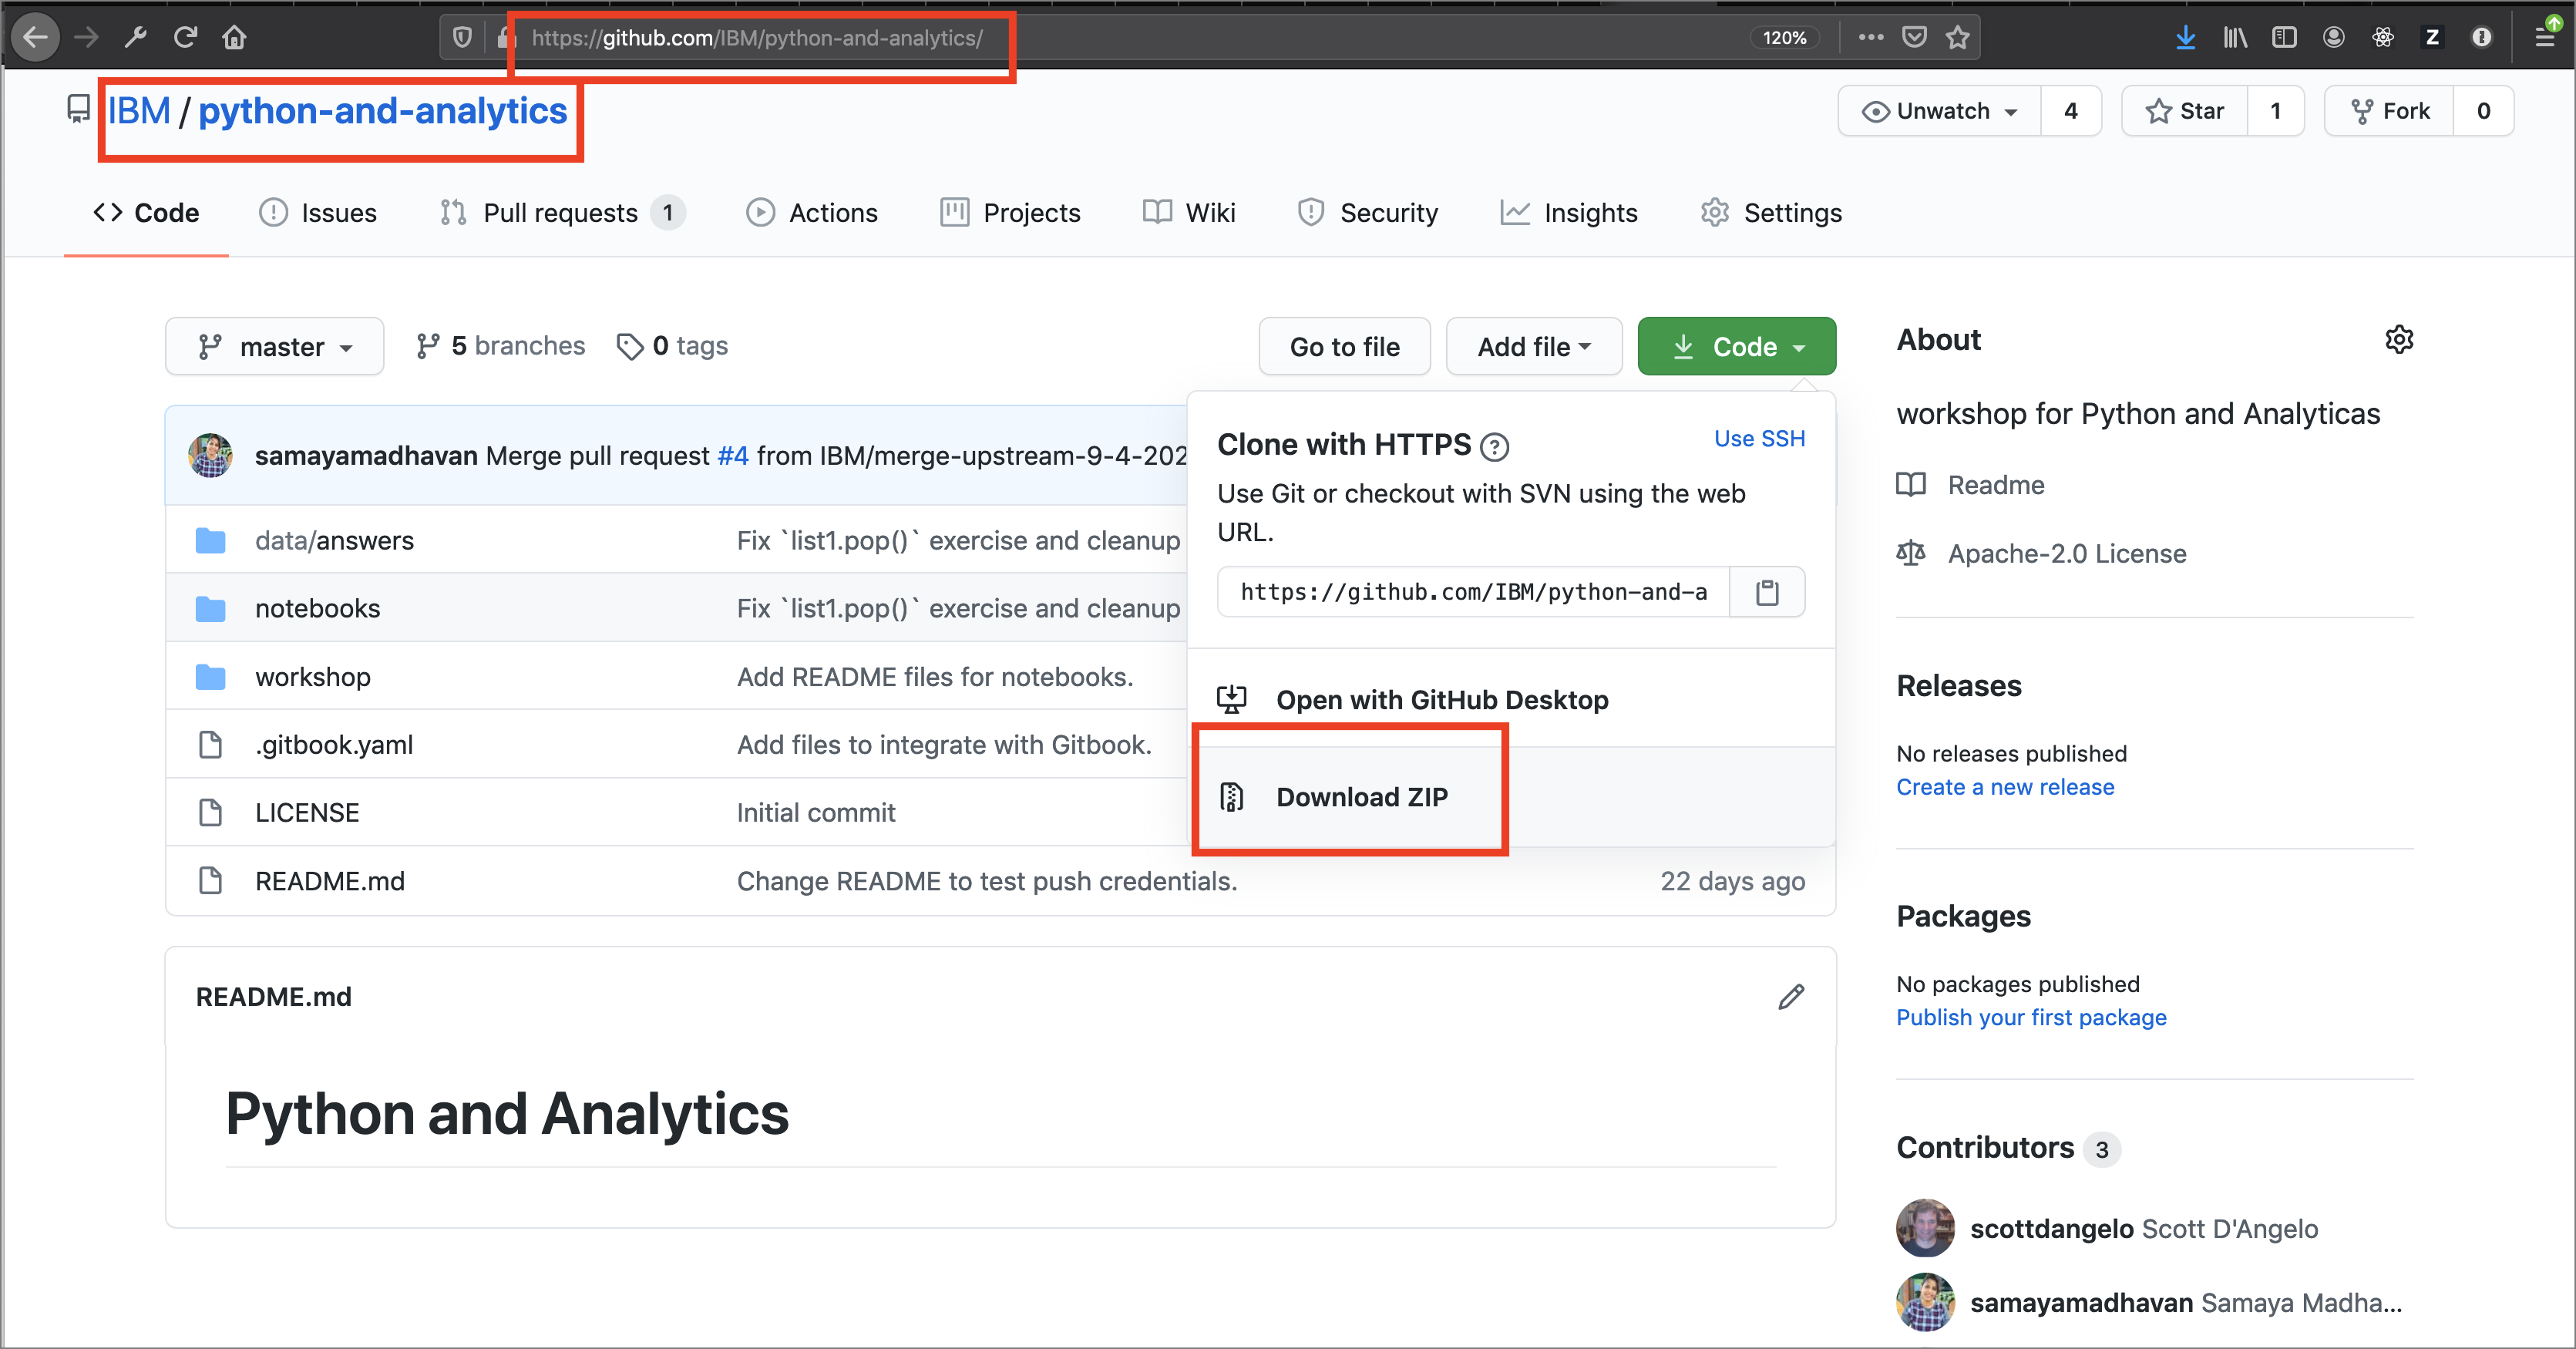 https://github.com/IBM/python-and-analytics/
120%
IBM / python-and-analytics
Unwatch 4
Star 1
Fork 0
Code
Issues
Pull requests 1
Actions
Projects
Wiki
Security
Insights
Settings
master
5 branches
0 tags
Go to file
Add file
Code
samayamadhavan Merge pull request #4 from IBM/merge-upstream-9-4-202
data/answers Fix `list1.pop()` exercise and cleanup
notebooks Fix `list1.pop()` exercise and cleanup
workshop Add README files for notebooks.
.gitbook.yaml Add files to integrate with Gitbook.
LICENSE Initial commit
README.md Change README to test push credentials. 22 days ago
Clone with HTTPS
Use SSH
Use Git or checkout with SVN using the web
URL.
https://github.com/IBM/python-and-a
Open with GitHub Desktop
Download ZIP
README.md
Python and Analytics
About
workshop for Python and Analyticas
Readme
Apache-2.0 License
Releases
No releases published
Create a new release
Packages
No packages published
Publish your first package
Contributors 3
scottdangelo Scott D'Angelo
samayamadhavan Samaya Madha...